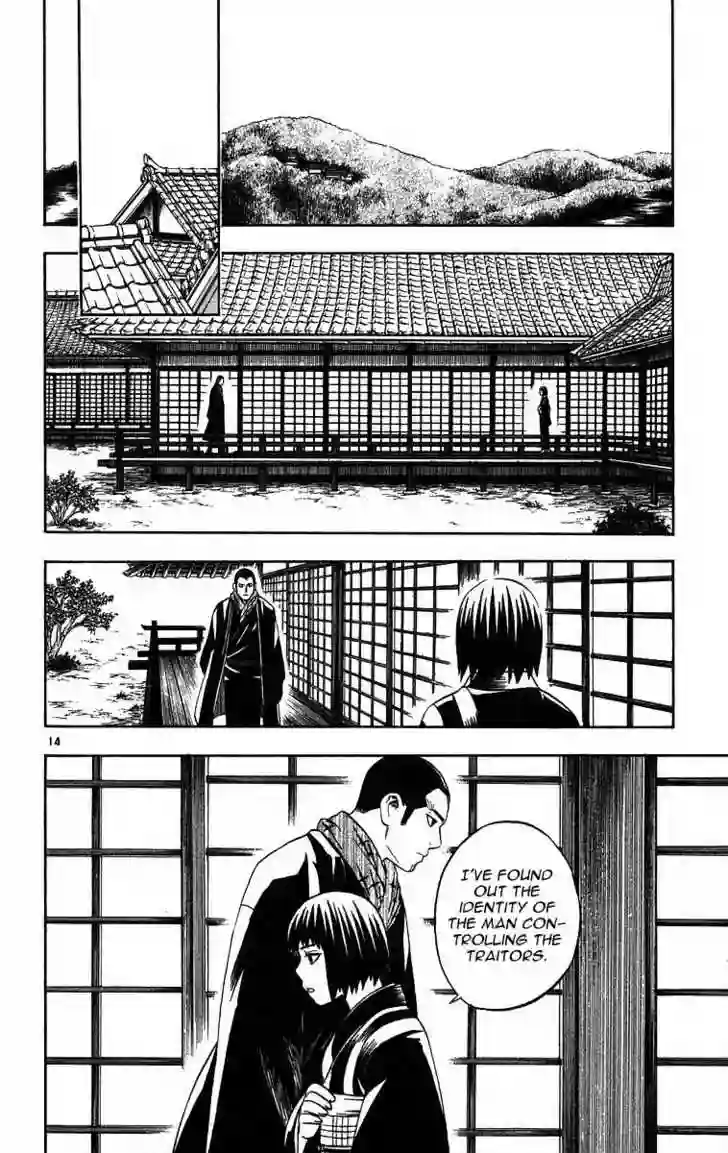 14
I'VE FOUND
OUT THE
IDENTITY OF
THE MAN CON-
TROLLING THE
TRAITORS.